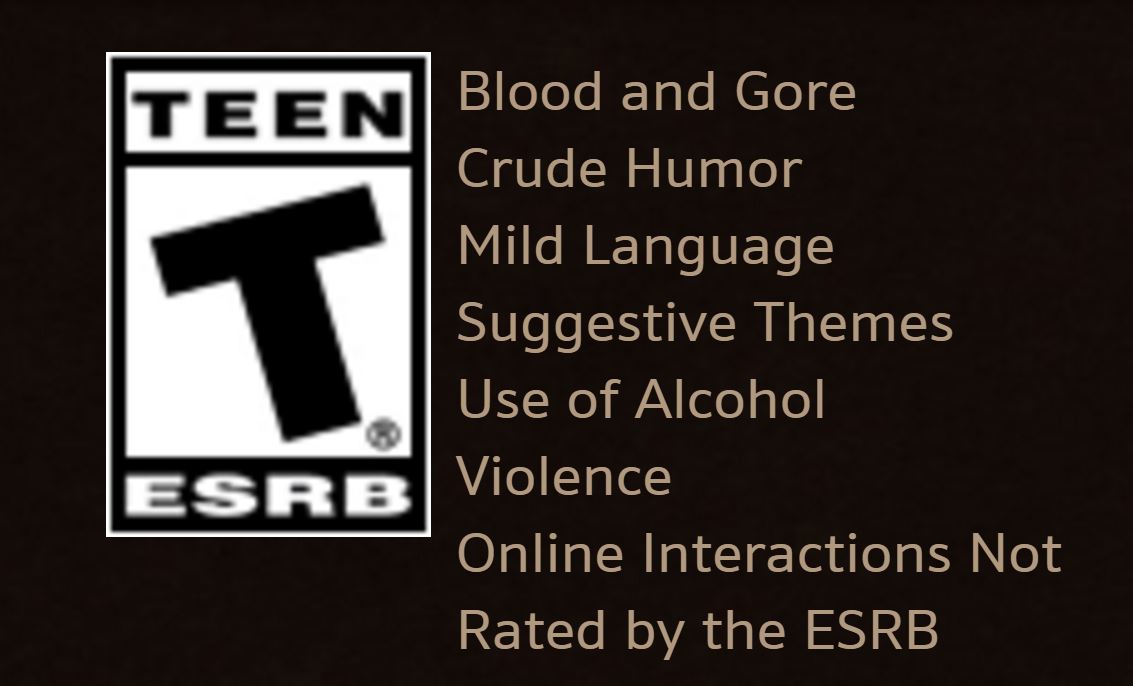 TEEN
T
®
ESRB
Blood and Gore
Crude Humor
Mild Language
Suggestive Themes
Use of Alcohol
Violence
Online Interactions Not
Rated by the ESRB